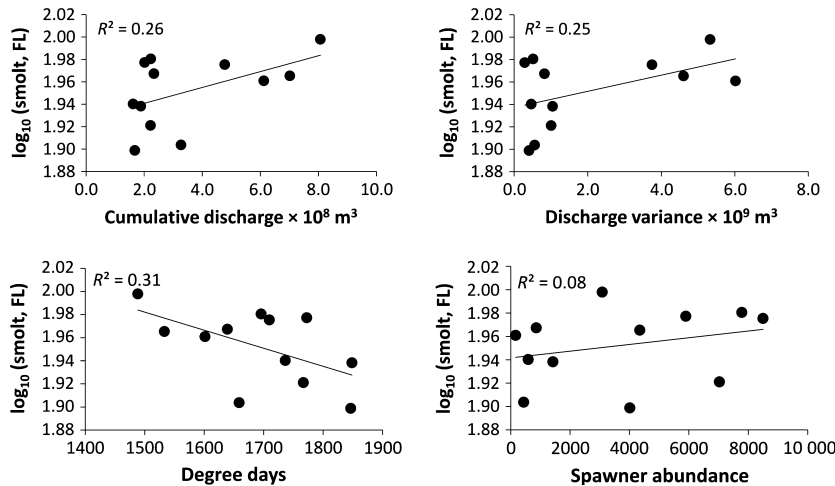 R² = 0.26
2.02
2.00
1.98
1.96
1.94
1.92
1.90
1.88
log₁₀ (smolt, FL)
0.0 2.0 4.0 6.0 8.0 10.0
Cumulative discharge × 10⁸ m³
R² = 0.25
2.02
2.00
1.98
1.96
1.94
1.92
1.90
1.88
log₁₀ (smolt, FL)
0.0 2.0 4.0 6.0 8.0
Discharge variance × 10⁹ m³
R² = 0.31
2.02
2.00
1.98
1.96
1.94
1.92
1.90
1.88
log₁₀ (smolt, FL)
1400 1500 1600 1700 1800 1900
Degree days
R² = 0.08
2.02
2.00
1.98
1.96
1.94
1.92
1.90
1.88
log₁₀ (smolt, FL)
0 2000 4000 6000 8000 10 000
Spawner abundance